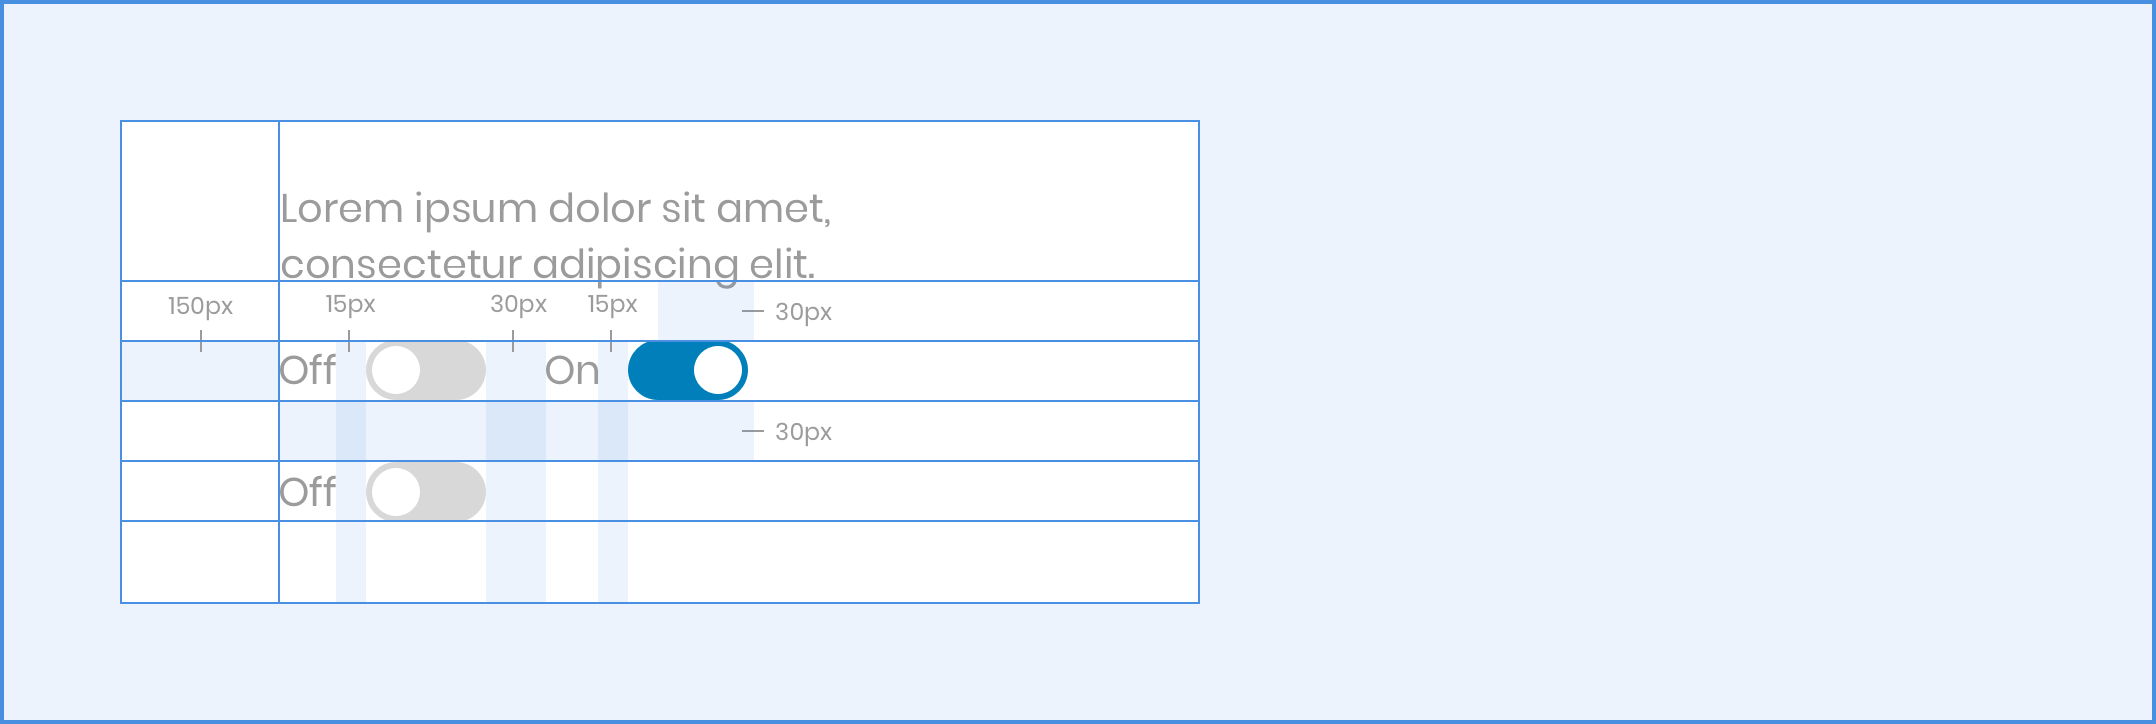 Lorem ipsum dolor sit amet,
consectetur adipiscing elit.
150px 15px 30px 15px 30px
Off On
30px
Off